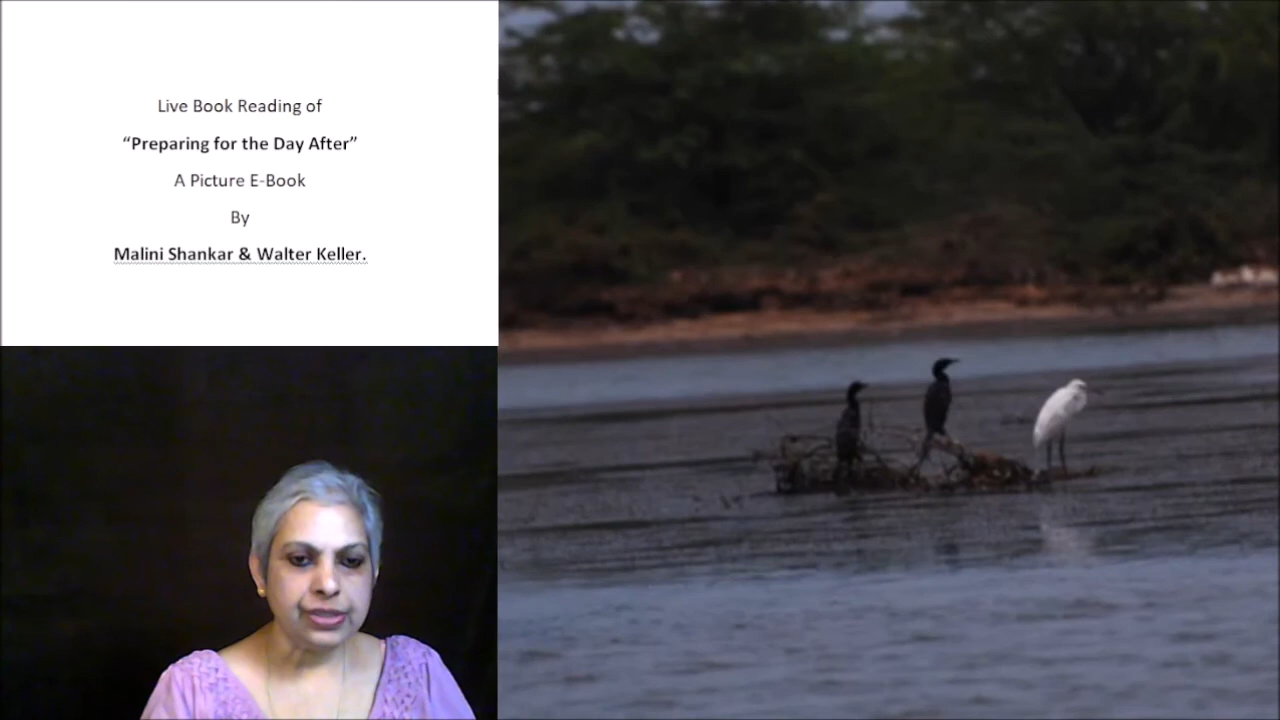 Live Book Reading of
“Preparing for the Day After”
A Picture E-Book
By
Malini Shankar & Walter Keller.